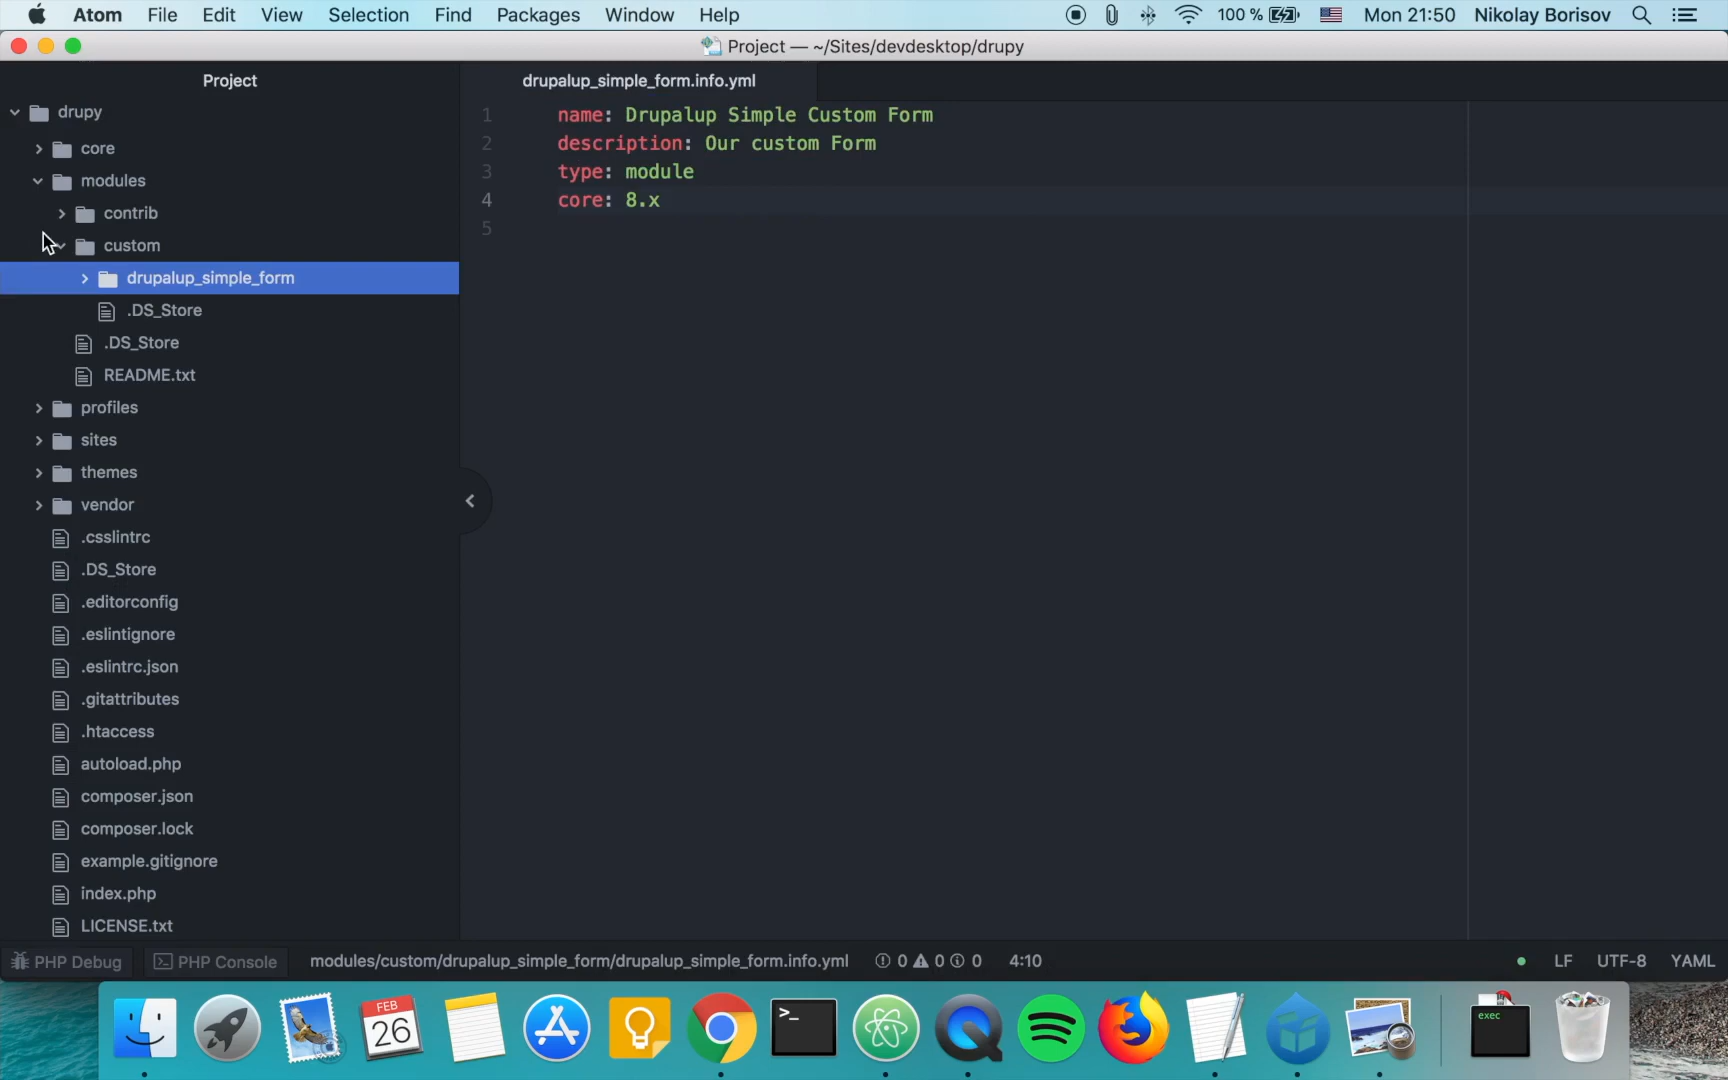 Atom File Edit View Selection Find Packages Window Help 100 % Mon 21:50 Nikolay Borisov
Project — ~/Sites/devdesktop/drupy
Project
drupy
core
modules
contrib
custom
drupalup_simple_form
.DS_Store
.DS_Store
README.txt
profiles
sites
themes
vendor
.csslintrc
.DS_Store
.editorconfig
.eslintignore
.eslintrc.json
.gitattributes
.htaccess
autoload.php
composer.json
composer.lock
example.gitignore
index.php
LICENSE.txt
drupalup_simple_form.info.yml
1 name: Drupalup Simple Custom Form
2 description: Our custom Form
3 type: module
4 core: 8.x
5
PHP Debug PHP Console modules/custom/drupalup_simple_form/drupalup_simple_form.info.yml 0 0 0 4:10 LF UTF-8 YAML
FEB
26
>_
exec